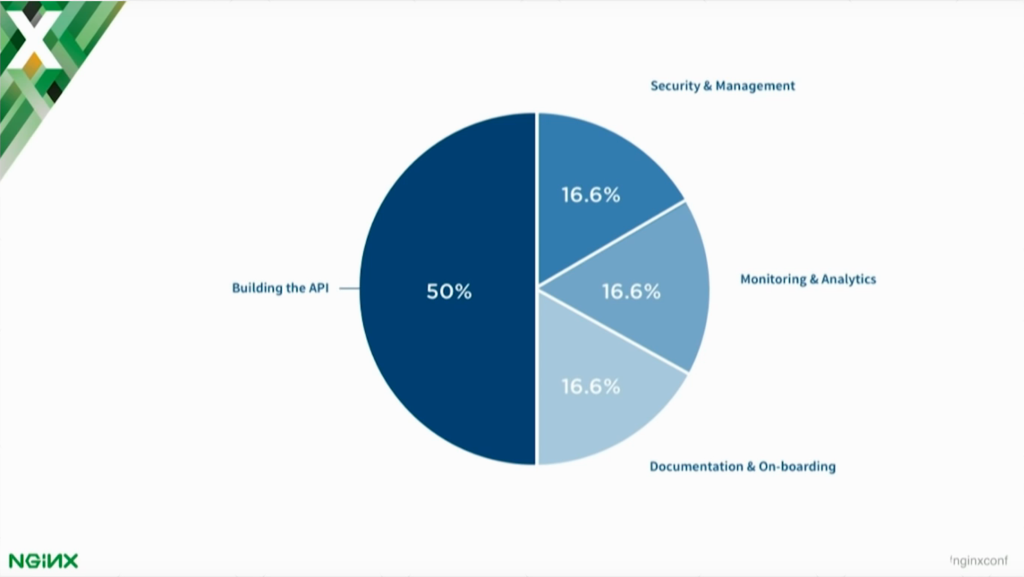 Security & Management
16.6%
Building the API
50%
16.6%
Monitoring & Analytics
16.6%
Documentation & On-boarding
NGINX
nginxconf